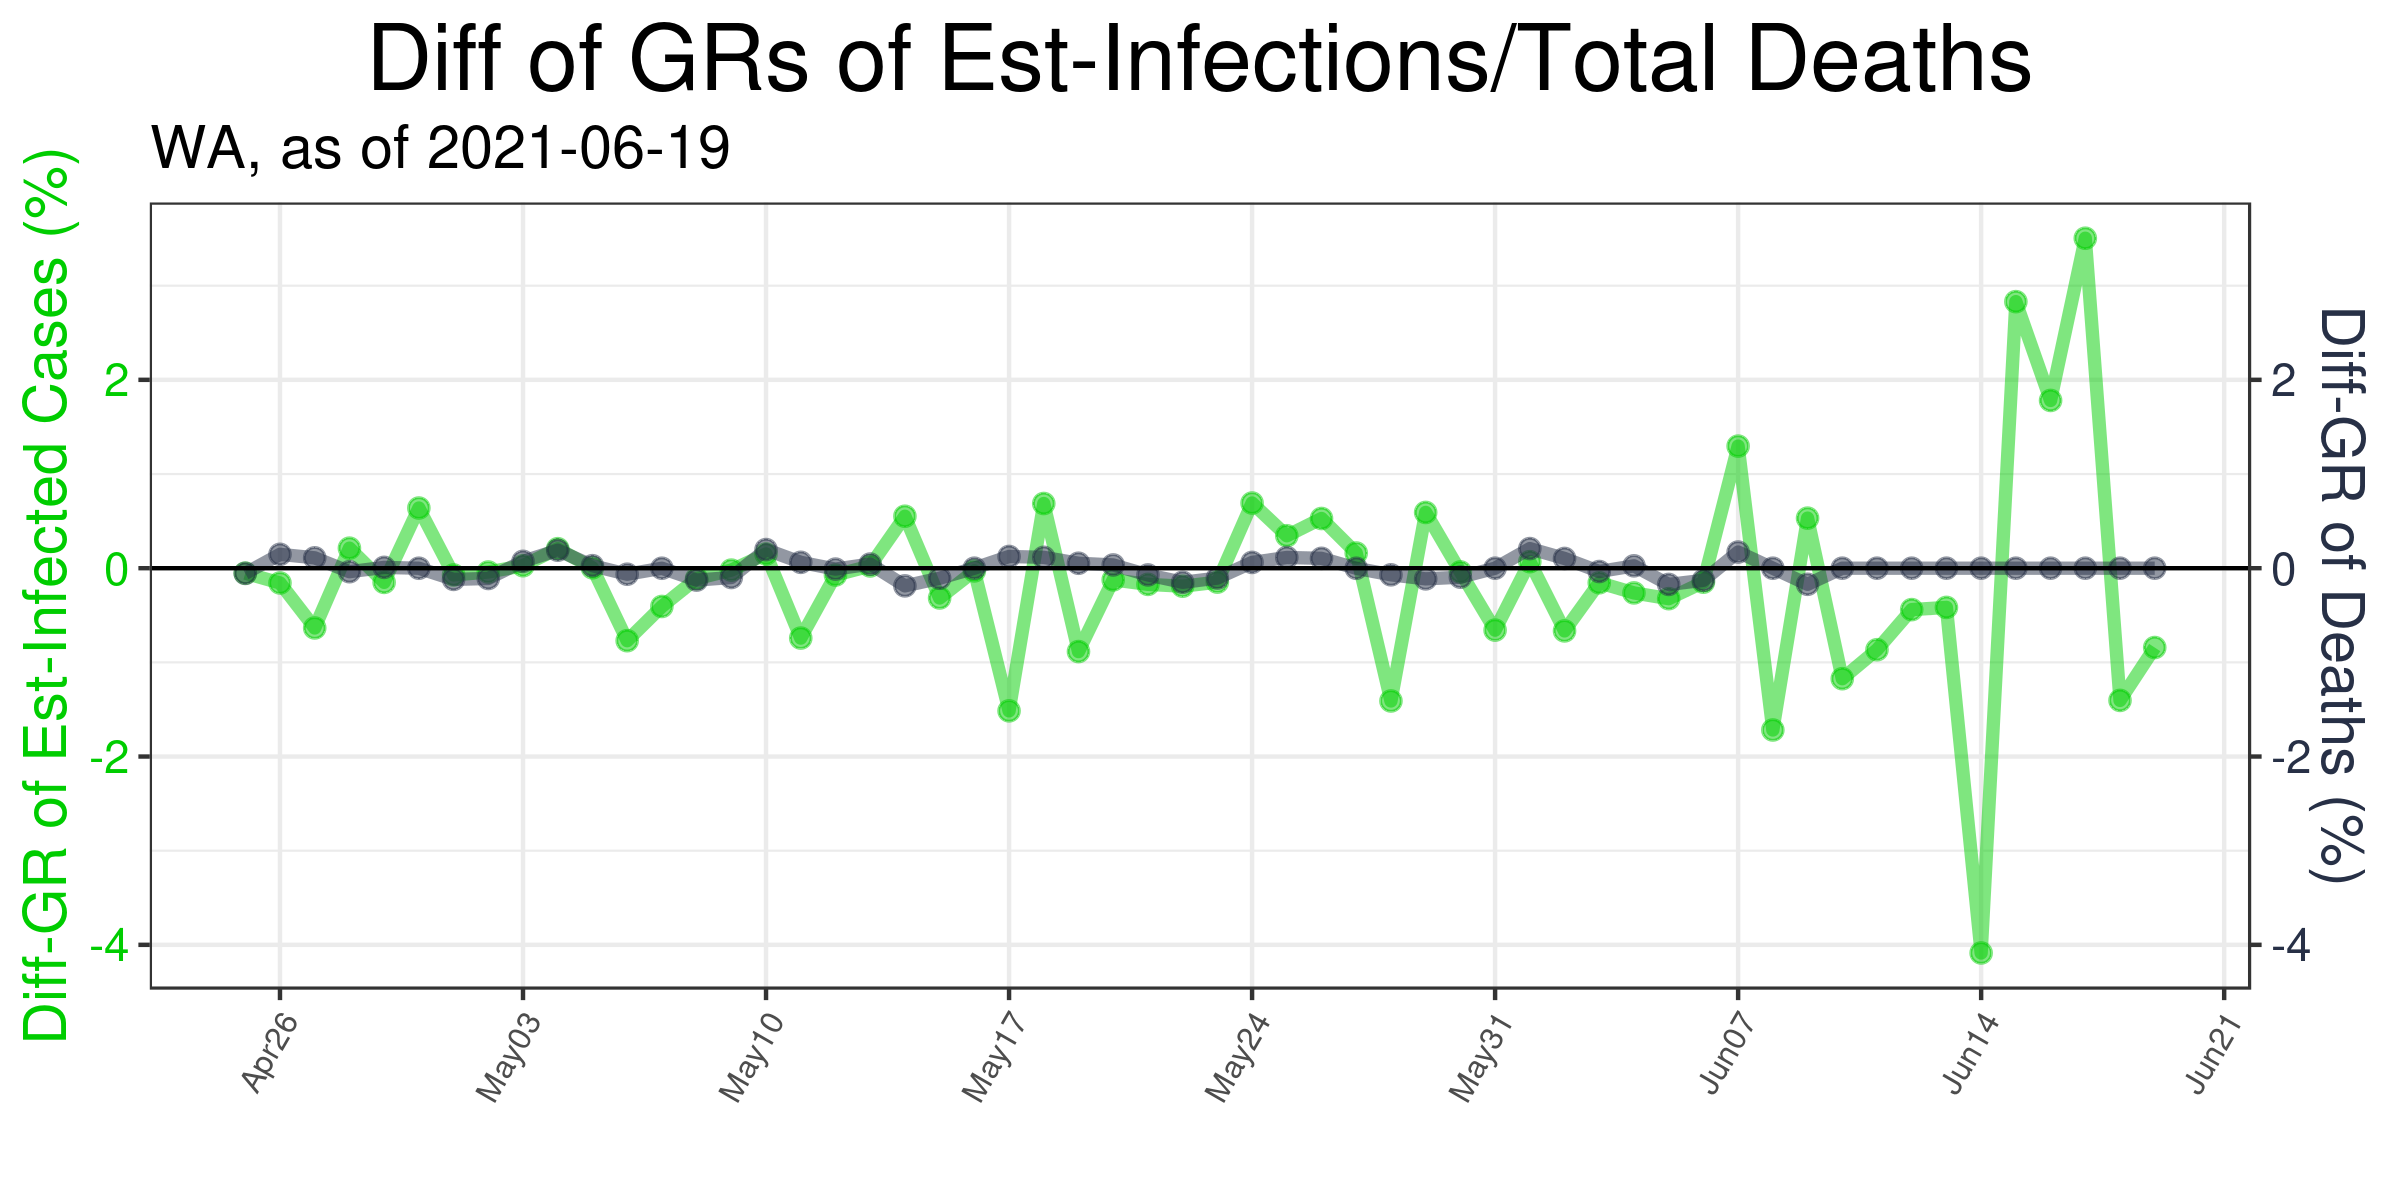 Diff of GRs of Est-Infections/Total Deaths
WA, as of 2021-06-19
Diff-GR of Est-Infected Cases (%)
2
0
-2
-4
2
0
-2
-4
Diff-GR of Deaths (%)
Apr26
May03
May10
May17
May24
May31
Jun07
Jun14
Jun21